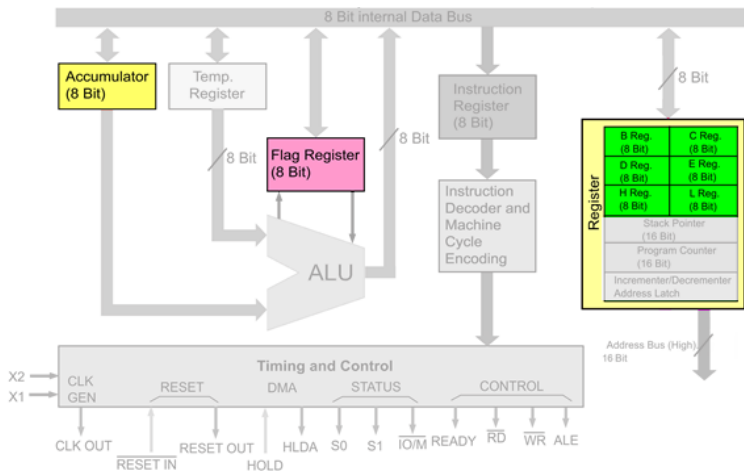 8 Bit internal Data Bus
Accumulator
(8 Bit)
Temp.
Register
Instruction
Register
(8 Bit)
8 Bit
8 Bit
8 Bit
Flag Register
(8 Bit)
Register
B Reg.
(8 Bit)
C Reg.
(8 Bit)
D Reg.
(8 Bit)
E Reg.
(8 Bit)
H Reg.
(8 Bit)
L Reg.
(8 Bit)
Stack Pointer
(16 Bit)
Program Counter
(16 Bit)
Incrementer/Decrementer
Address Latch
Instruction
Decoder and
Machine
Cycle
Encoding
ALU
Address Bus (High).
16 Bit
Timing and Control
X2
X1
CLK
GEN
RESET
DMA
STATUS
CONTROL
CLK OUT
RESET IN
RESET OUT
HOLD
HLDA
S0
S1
IO/M
READY
RD
WR
ALE